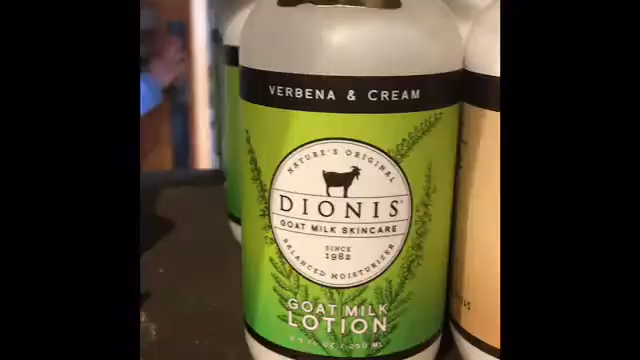 VERBENA & CREAM
NATURE'S ORIGINAL
DIONIS
GOAT MILK SKINCARE
SINCE
1982
BALANCED MOISTURIZER
GOAT MILK
LOTION